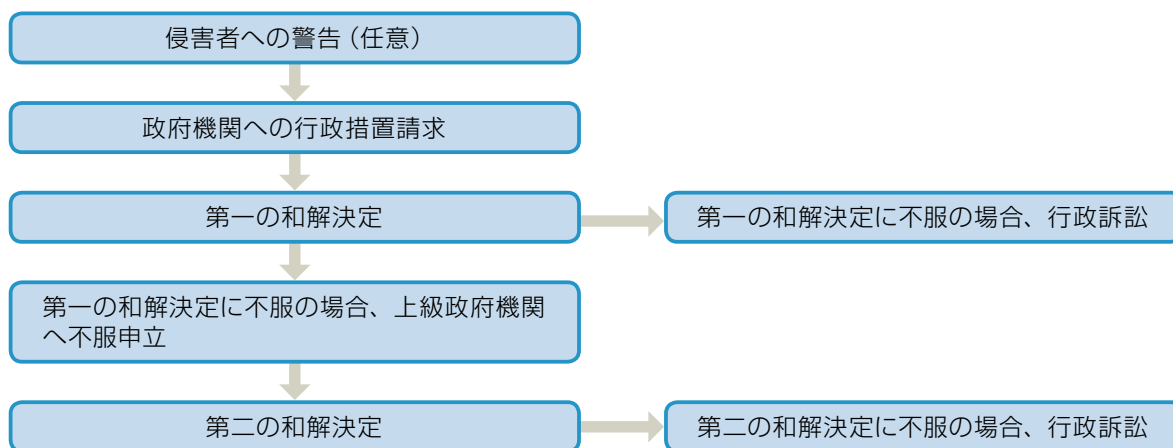 侵害者への警告(任意)
政府機関への行政措置請求
第一の和解決定
第一の和解決定に不服の場合、行政訴訟
第一の和解決定に不服の場合、上級政府機関
へ不服申立
第二の和解決定
第二の和解決定に不服の場合、行政訴訟